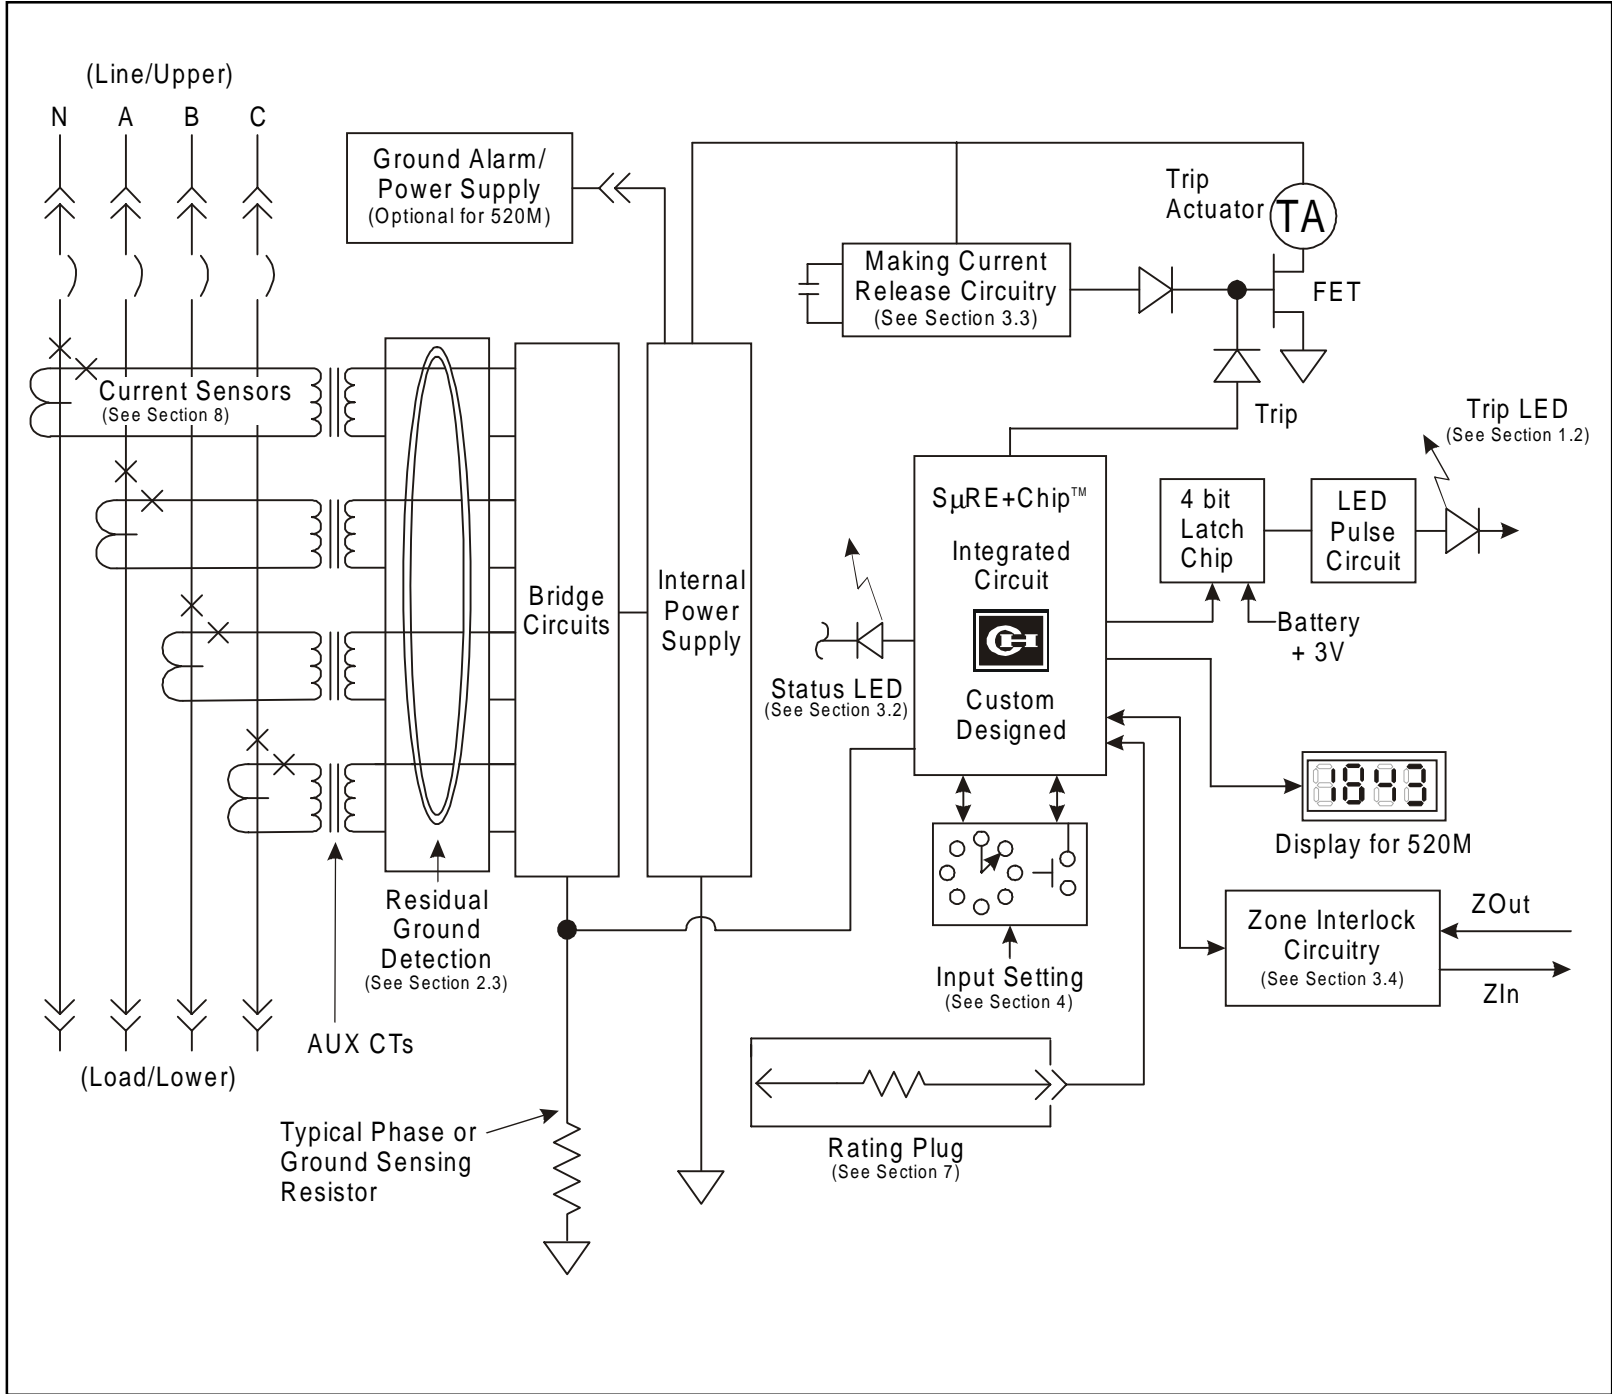 (Line/Upper)
N A B C
Ground Alarm/
Power Supply
(Optional for 520M)
Trip
Actuator
TA
Making Current
Release Circuitry
(See Section 3.3)
FET
Current Sensors
(See Section 8)
Trip
Trip LED
(See Section 1.2)
SµRE+Chip™
Integrated
Circuit
CH
Custom
Designed
4 bit
Latch
Chip
LED
Pulse
Circuit
Bridge
Circuits
Internal
Power
Supply
Battery
+ 3V
Status LED
(See Section 3.2)
1843
Display for 520M
Residual
Ground
Detection
(See Section 2.3)
Input Setting
(See Section 4)
Zone Interlock
Circuitry
(See Section 3.4)
ZOut
ZIn
AUX CTs
(Load/Lower)
Typical Phase or
Ground Sensing
Resistor
Rating Plug
(See Section 7)